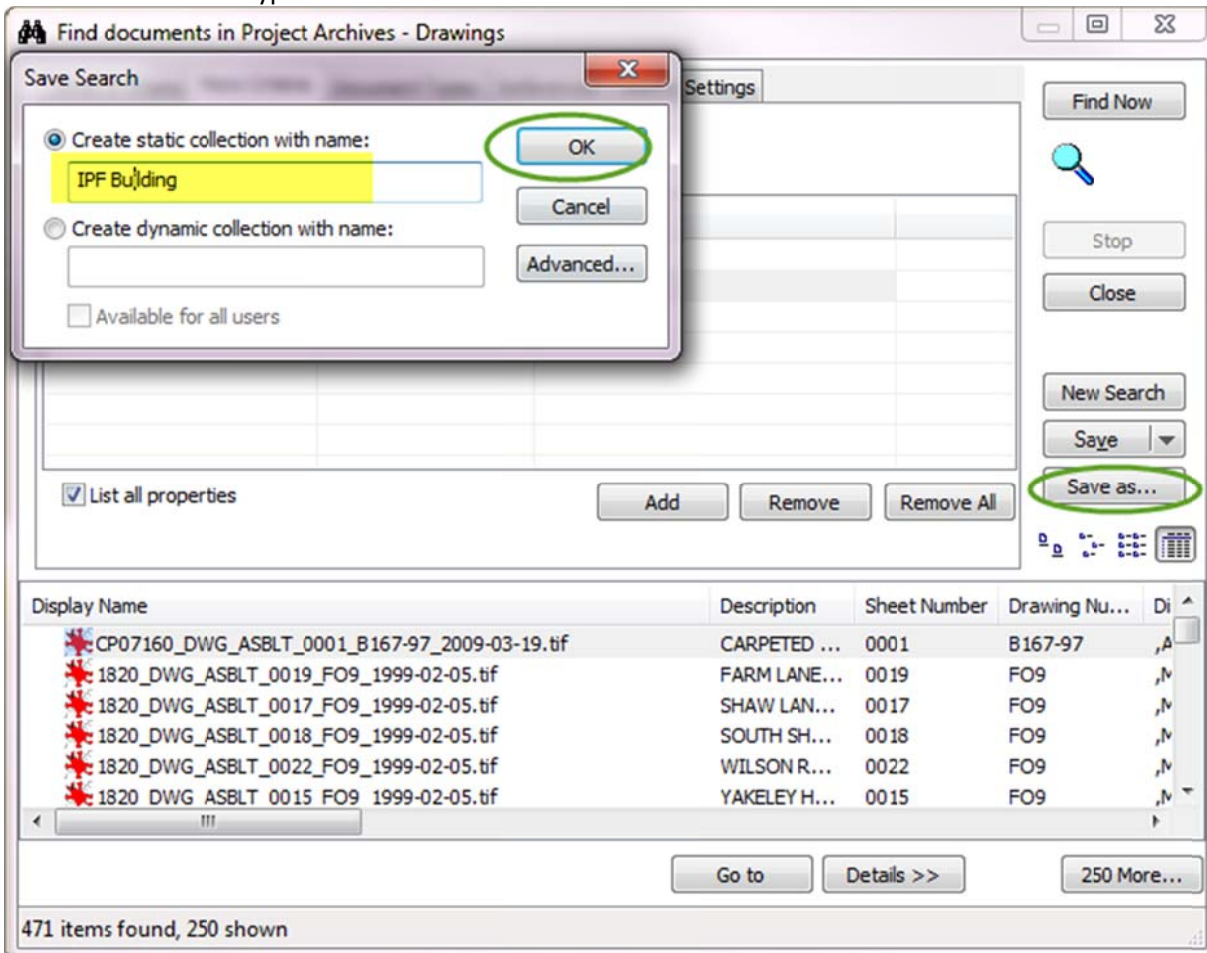 Find documents in Project Archives - Drawings
Save Search
Settings
Find Now
Create static collection with name:
OK
IPF Building
Cancel
Create dynamic collection with name:
Stop
Advanced...
Close
Available for all users
New Search
Save
List all properties
Add
Remove
Remove All
Save as...
Display Name Description Sheet Number Drawing Nu... Di
CP07160_DWG_ASBLT_0001_B167-97_2009-03-19.tif CARPETED ... 0001 B167-97 ,A
1820_DWG_ASBLT_0019_FO9_1999-02-05.tif FARM LANE... 0019 FO9 ,M
1820_DWG_ASBLT_0017_FO9_1999-02-05.tif SHAW LAN... 0017 FO9 ,M
1820_DWG_ASBLT_0018_FO9_1999-02-05.tif SOUTH SH... 0018 FO9 ,M
1820_DWG_ASBLT_0022_FO9_1999-02-05.tif WILSON R... 0022 FO9 ,M
1820_DWG_ASBLT_0015_FO9_1999-02-05.tif YAKELEY H... 0015 FO9 ,M
Go to
Details >>
250 More...
471 items found, 250 shown